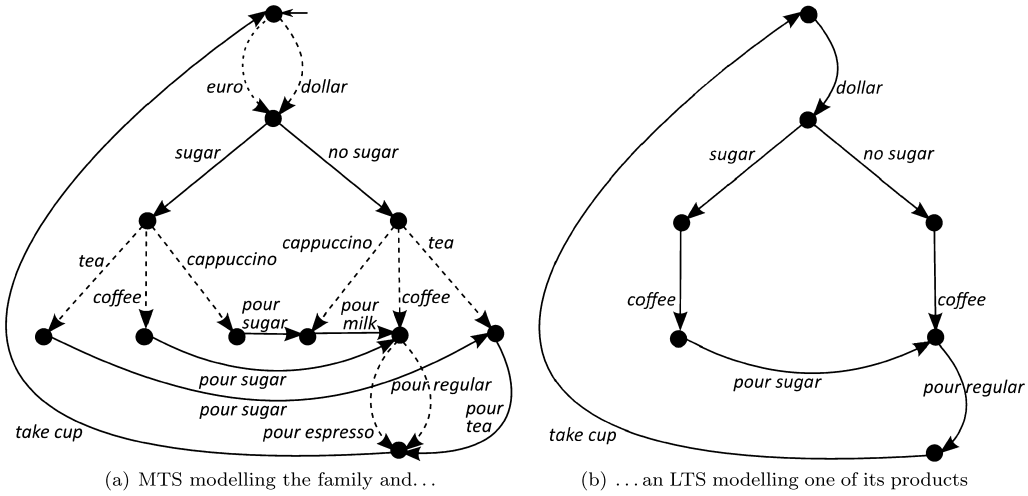 euro
dollar
sugar
no sugar
tea
coffee
cappuccino
cappuccino
coffee
tea
pour
sugar
pour
milk
pour sugar
pour sugar
pour regular
pour espresso
pour
tea
take cup
(a) MTS modelling the family and...
dollar
sugar
no sugar
coffee
coffee
pour sugar
pour regular
take cup
(b) ...an LTS modelling one of its products